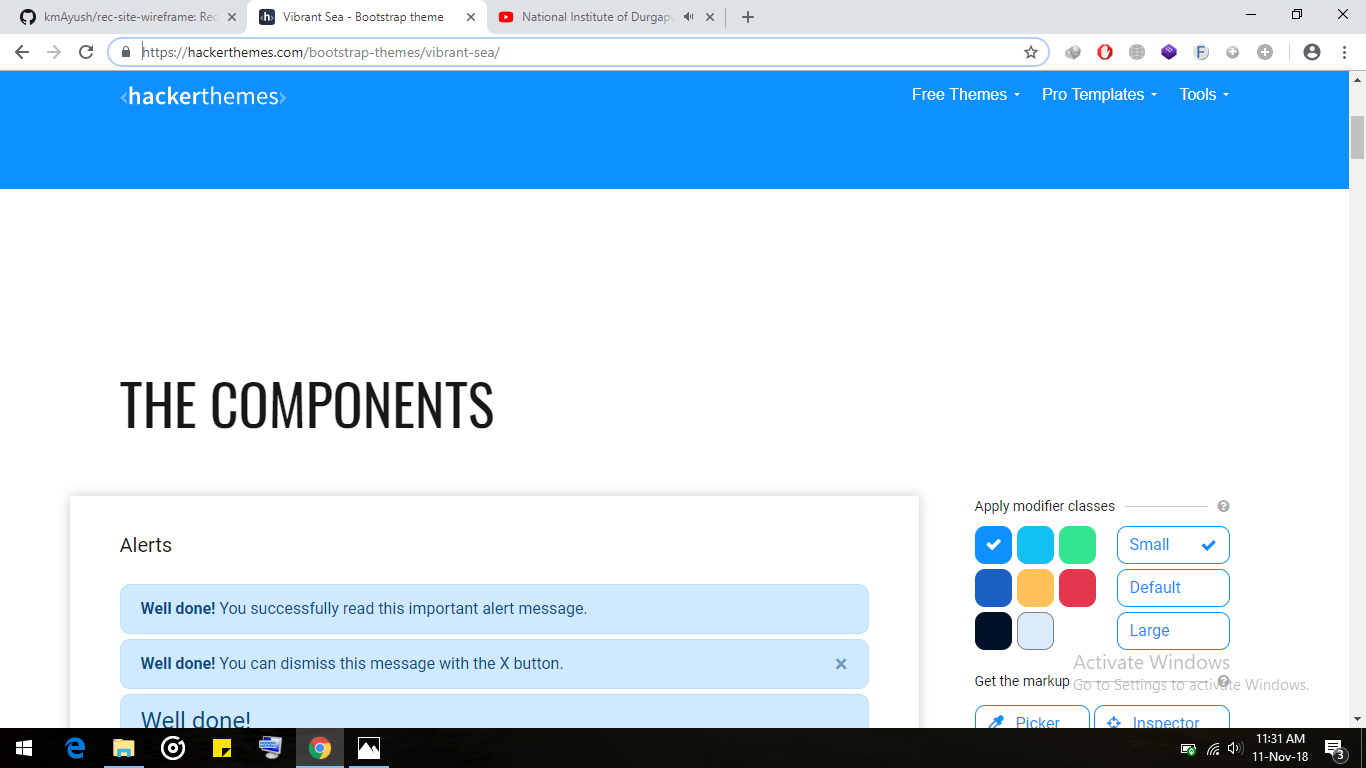 kmAyush/rec-site-wireframe: Rec
Vibrant Sea - Bootstrap theme
National Institute of Durgapu
https://hackerthemes.com/bootstrap-themes/vibrant-sea/
<hackerthemes>
Free Themes
Pro Templates
Tools
THE COMPONENTS
Alerts
Well done! You successfully read this important alert message.
Well done! You can dismiss this message with the X button.
Well done!
Apply modifier classes
Small
Default
Large
Get the markup
Picker
Inspector
Activate Windows
Go to Settings to activate Windows.
11:31 AM
11-Nov-18
3